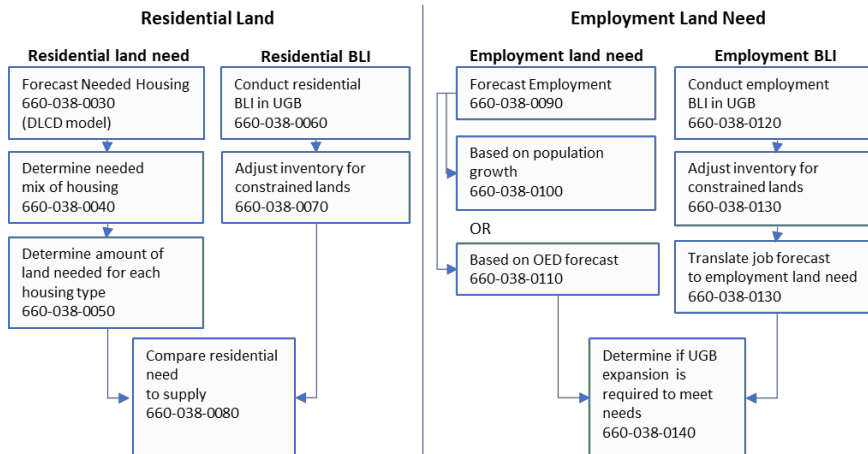 Residential Land
Residential land need
Forecast Needed Housing
660-038-0030
(DLCD model)
Determine needed
mix of housing
660-038-0040
Determine amount of
land needed for each
housing type
660-038-0050
Residential BLI
Conduct residential
BLI in UGB
660-038-0060
Adjust inventory for
constrained lands
660-038-0070
Compare residential
need
to supply
660-038-0080
Employment Land Need
Employment land need
Forecast Employment
660-038-0090
Based on population
growth
660-038-0100
OR
Based on OED forecast
660-038-0110
Employment BLI
Conduct employment
BLI in UGB
660-038-0120
Adjust inventory for
constrained lands
660-038-0130
Translate job forecast
to employment land need
660-038-0130
Determine if UGB
expansion is
required to meet
needs
660-038-0140